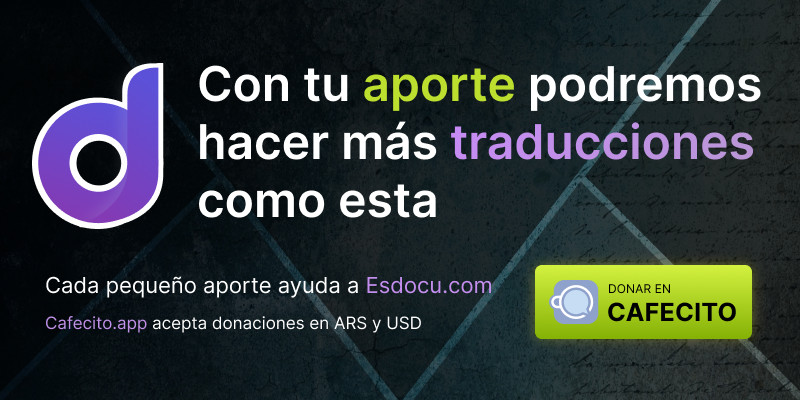 Con tu aporte podremos
hacer más traducciones
como esta
Cada pequeño aporte ayuda a Esdocu.com
Cafecito.app acepta donaciones en ARS y USD
DONAR EN
CAFECITO